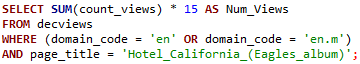 SELECT SUM(count_views) * 15 AS Num_Views
FROM decviews
WHERE (domain_code = 'en' OR domain_code = 'en.m')
AND page_title = 'Hotel_California_(Eagles_album)';